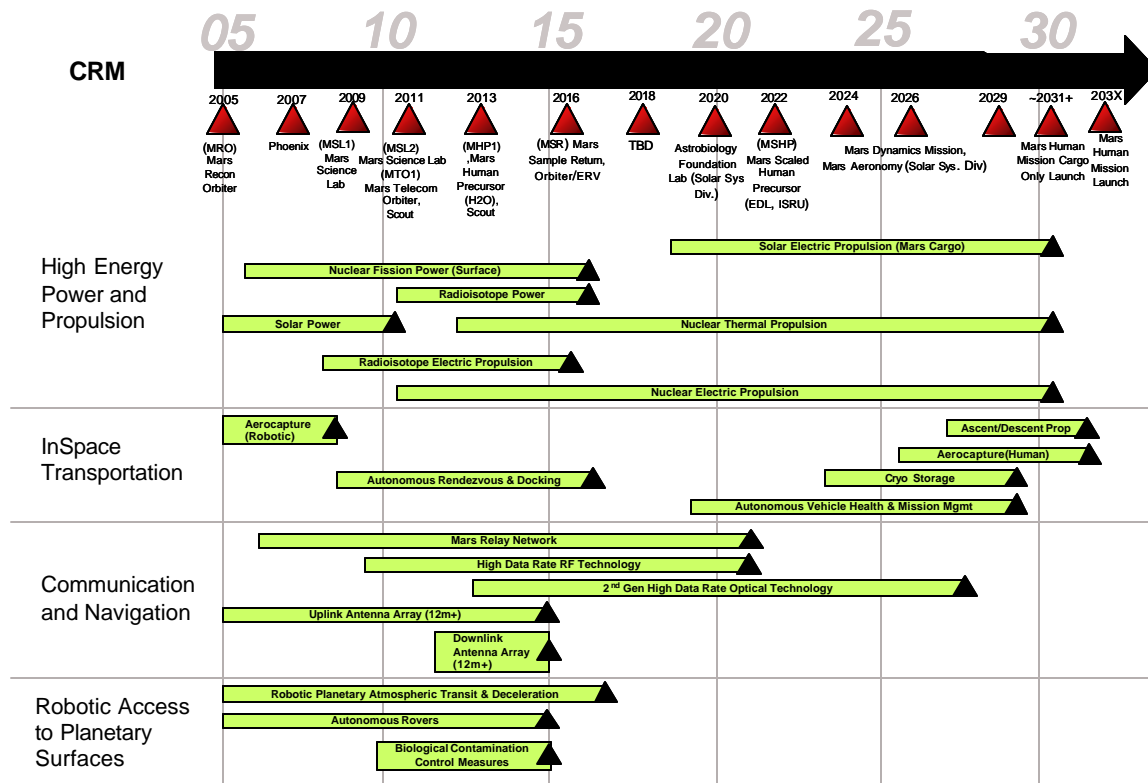 05 10 15 20 25 30
CRM
2005 2007 2009 2011 2013 2016 2018 2020 2022 2024 2026 2029 ~2031+ 203X
(MRO)
Mars
Recon
Orbiter
Phoenix
(MSL1)
Mars
Science
Lab
(MSL2)
Mars Science Lab
(MTO1)
Mars Telecom
Orbiter,
Scout
(MHP1)
,Mars
Human
Precursor
(H2O),
Scout
(MSR) Mars
Sample Return,
Orbiter/ERV
TBD
Astrobiology
Foundation
Lab (Solar Sys
Div.)
(MSHP)
Mars Scaled
Human
Precursor
(EDL, ISRU)
Mars Dynamics Mission,
Mars Aeronomy (Solar Sys. Div)
Mars Human
Mission Cargo
Only Launch
Mars
Human
Mission
Launch
High Energy
Power and
Propulsion
Solar Electric Propulsion (Mars Cargo)
Nuclear Fission Power (Surface)
Radioisotope Power
Solar Power
Nuclear Thermal Propulsion
Radioisotope Electric Propulsion
Nuclear Electric Propulsion
InSpace
Transportation
Aerocapture
(Robotic)
Ascent/Descent Prop
Aerocapture(Human)
Cryo Storage
Autonomous Rendezvous & Docking
Autonomous Vehicle Health & Mission Mgmt
Communication
and Navigation
Mars Relay Network
High Data Rate RF Technology
2nd Gen High Data Rate Optical Technology
Uplink Antenna Array (12m+)
Downlink
Antenna Array
(12m+)
Robotic Access
to Planetary
Surfaces
Robotic Planetary Atmospheric Transit & Deceleration
Autonomous Rovers
Biological Contamination
Control Measures